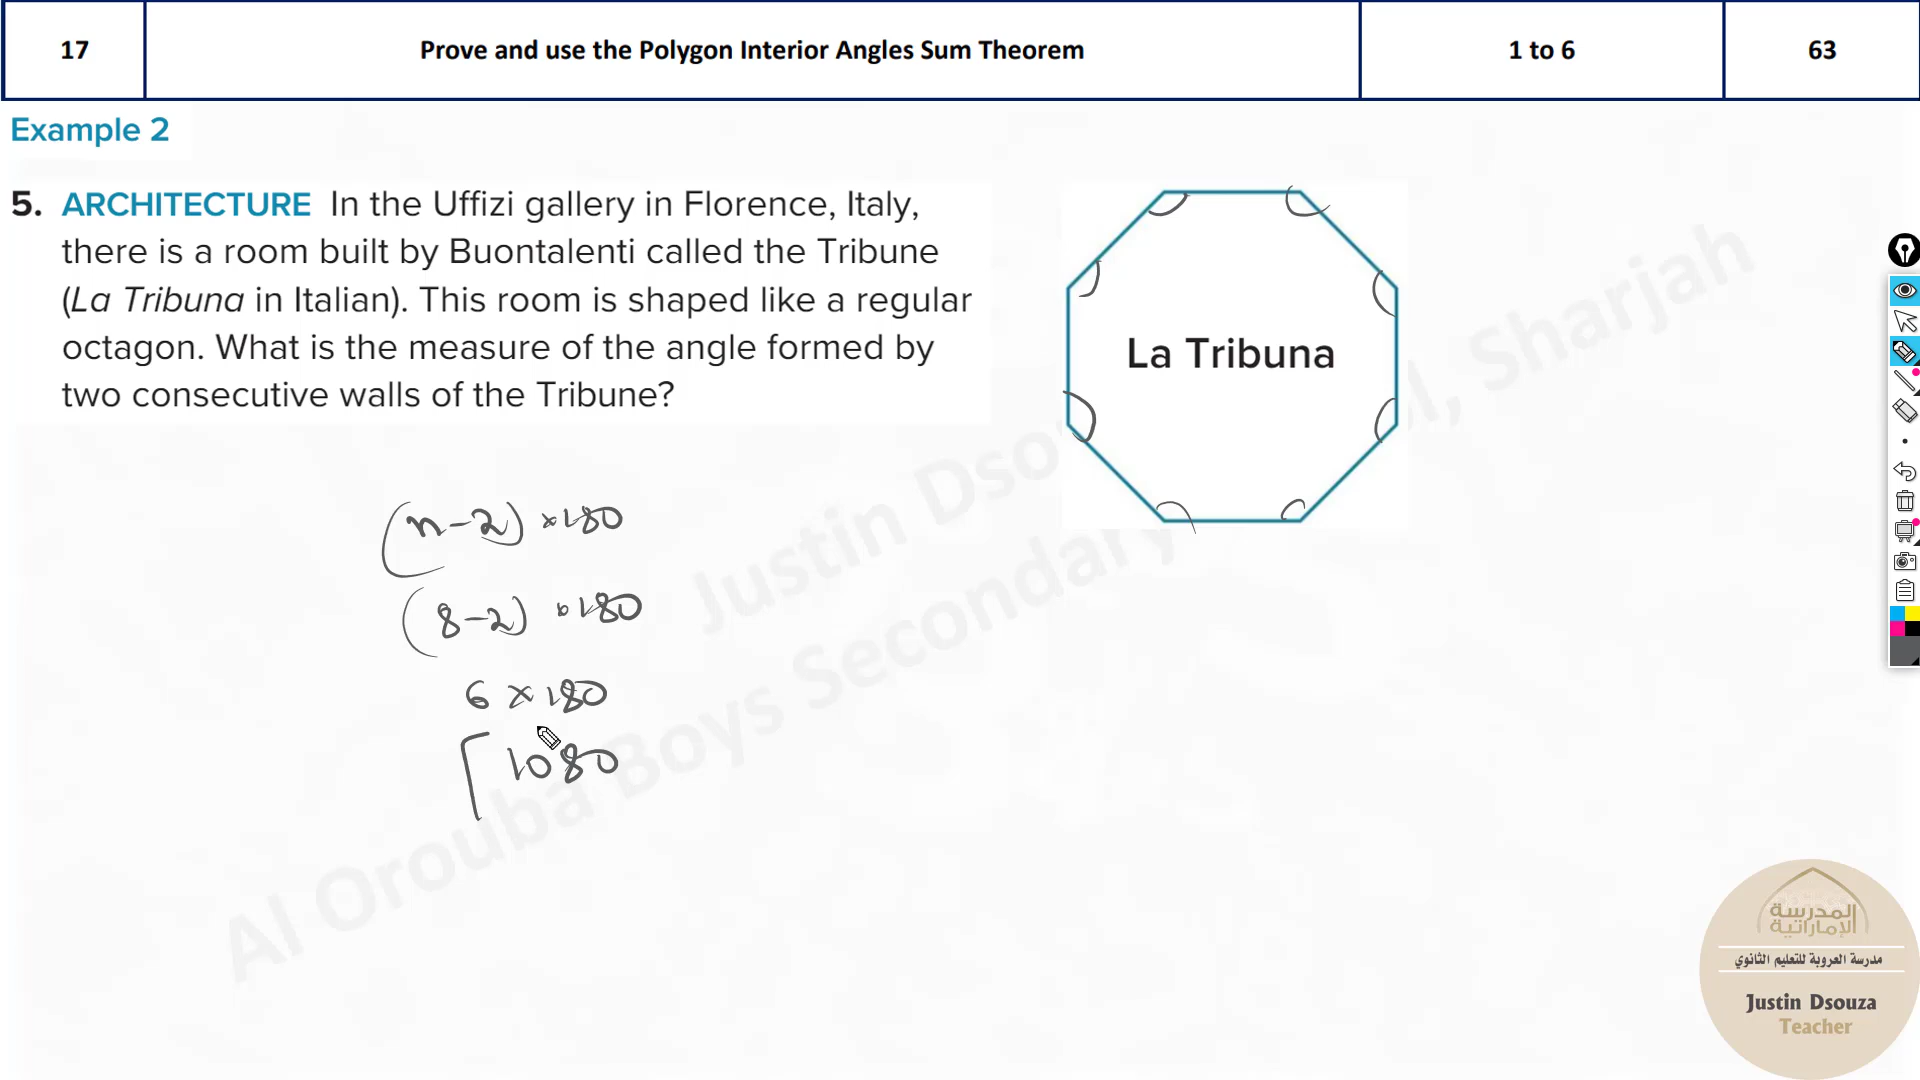 17 Prove and use the Polygon Interior Angles Sum Theorem 1 to 6 63
Example 2
5. ARCHITECTURE In the Uffizi gallery in Florence, Italy,
there is a room built by Buontalenti called the Tribune
(La Tribuna in Italian). This room is shaped like a regular
octagon. What is the measure of the angle formed by
two consecutive walls of the Tribune?
La Tribuna
(n-2) ×180
(8-2) ×180
6 ×180
1080
Al Orouba Boys Secondary
Justin Dso l, Sharjah
المدرسة
الإماراتية
مدرسة العروبة للتعليم الثانوي
Justin Dsouza
Teacher